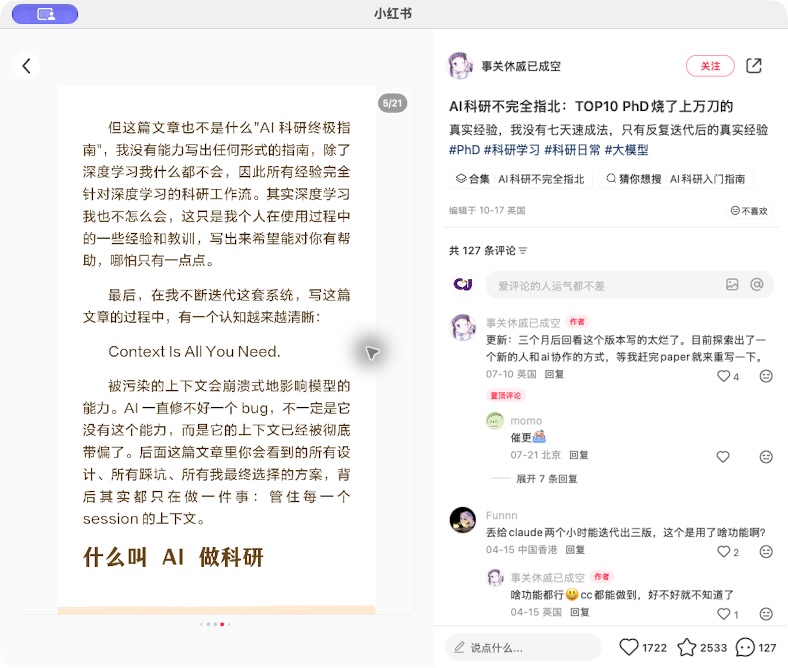 小红书
5/21
但这篇文章也不是什么"AI 科研终极指
南"，我没有能力写出任何形式的指南，除了
深度学习我什么都不会，因此所有经验完全
针对深度学习的科研工作流。其实深度学习
我也不怎么会，这只是我个人在使用过程中
的一些经验和教训，写出来希望能对你有帮
助，哪怕只有一点点。
最后，在我不断迭代这套系统，写这篇
文章的过程中，有一个认知越来越清晰：
Context Is All You Need.
被污染的上下文会崩溃式地影响模型的
能力。AI 一直修不好一个 bug，不一定是它
没有这个能力，而是它的上下文已经被彻底
带偏了。后面这篇文章里你会看到的所有设
计、所有踩坑、所有我最终选择的方案，背
后其实都只在做一件事：管住每一个
session 的上下文。
什么叫 AI 做科研
事关休戚已成空
关注
AI科研不完全指北：TOP10 PhD烧了上万刀的
真实经验，我没有七天速成法，只有反复迭代后的真实经验
#PhD #科研学习 #科研日常 #大模型
合集 AI科研不完全指北 猜你想搜 AI科研入门指南
编辑于 10-17 英国 不喜欢
共 127 条评论
CJ 爱评论的人运气都不差
事关休戚已成空 作者
更新：三个月后回看这个版本写的太烂了。目前探索出了一
个新的人和ai协作的方式，等我赶完paper就来重写一下。
07-10 英国 回复 4
置顶评论
momo
催更
07-21 北京 回复
展开 7 条回复
Funnn
丢给claude两个小时能迭代出三版，这个是用了啥功能啊？
04-15 中国香港 回复 2
事关休戚已成空 作者
啥功能都行😃cc都能做到，好不好就不知道了
04-15 英国 回复 1
说点什么... 1722 2533 127